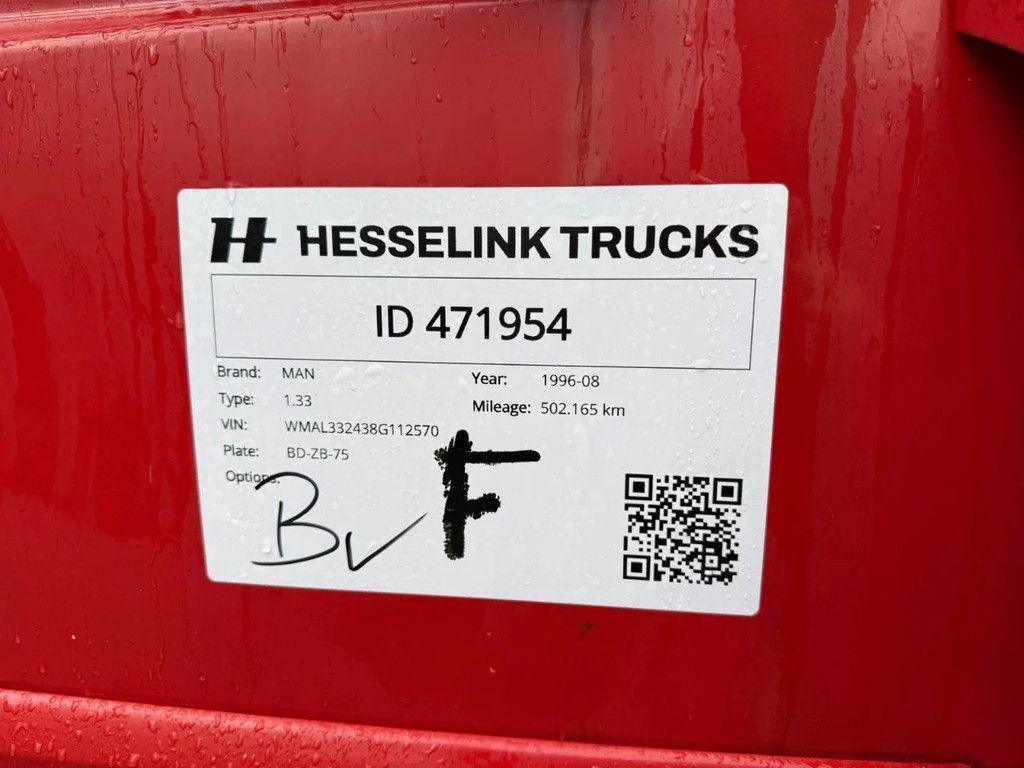 H HESSELINK TRUCKS
ID 471954
Brand: MAN
Type: 1.33
VIN: WMAL332438G112570
Plate: BD-ZB-75
Options:
Year: 1996-08
Mileage: 502.165 km
Bv F